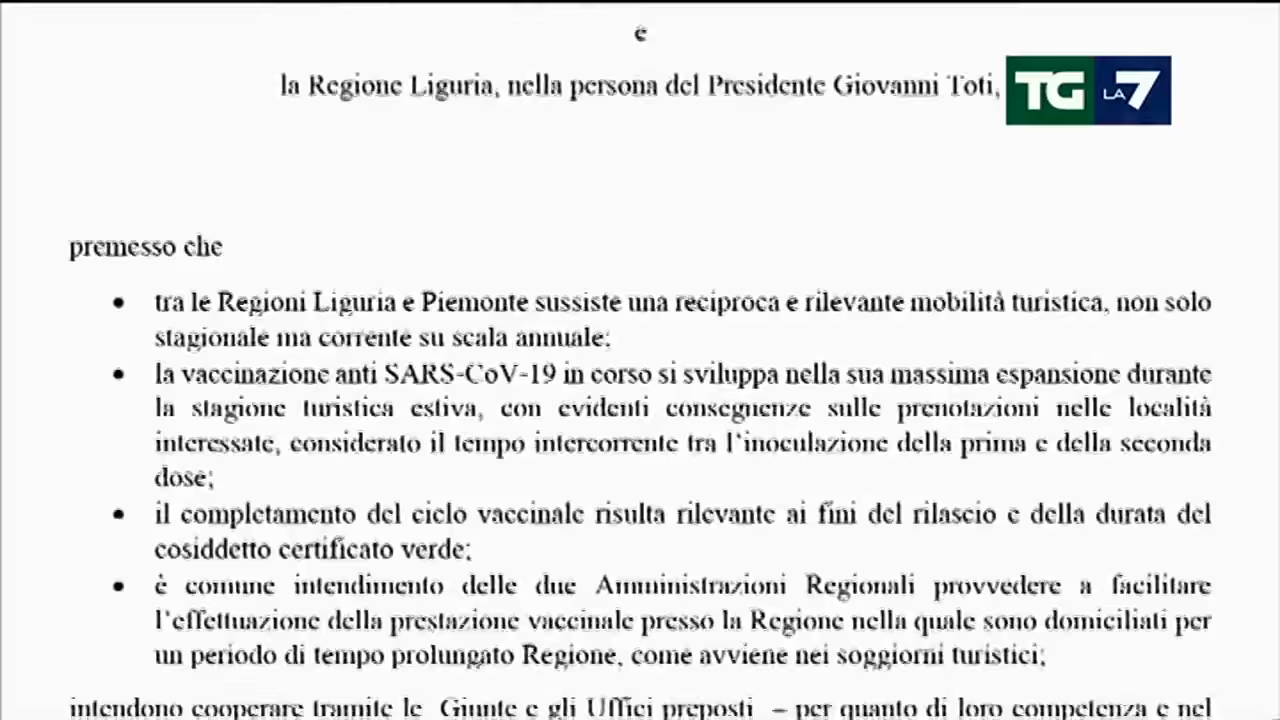 e
la Regione Liguria, nella persona del Presidente Giovanni Toti,
TG LA7
premesso che
• tra le Regioni Liguria e Piemonte sussiste una reciproca e rilevante mobilità turistica, non solo
stagionale ma corrente su scala annuale;
• la vaccinazione anti SARS-CoV-19 in corso si sviluppa nella sua massima espansione durante
la stagione turistica estiva, con evidenti conseguenze sulle prenotazioni nelle località
interessate, considerato il tempo intercorrente tra l'inoculazione della prima e della seconda
dose;
• il completamento del ciclo vaccinale risulta rilevante ai fini del rilascio e della durata del
cosiddetto certificato verde;
• è comune intendimento delle due Amministrazioni Regionali provvedere a facilitare
l'effettuazione della prestazione vaccinale presso la Regione nella quale sono domiciliati per
un periodo di tempo prolungato Regione, come avviene nei soggiorni turistici;
intendono cooperare tramite le Giunte e gli Uffici preposti – per quanto di loro competenza e nel